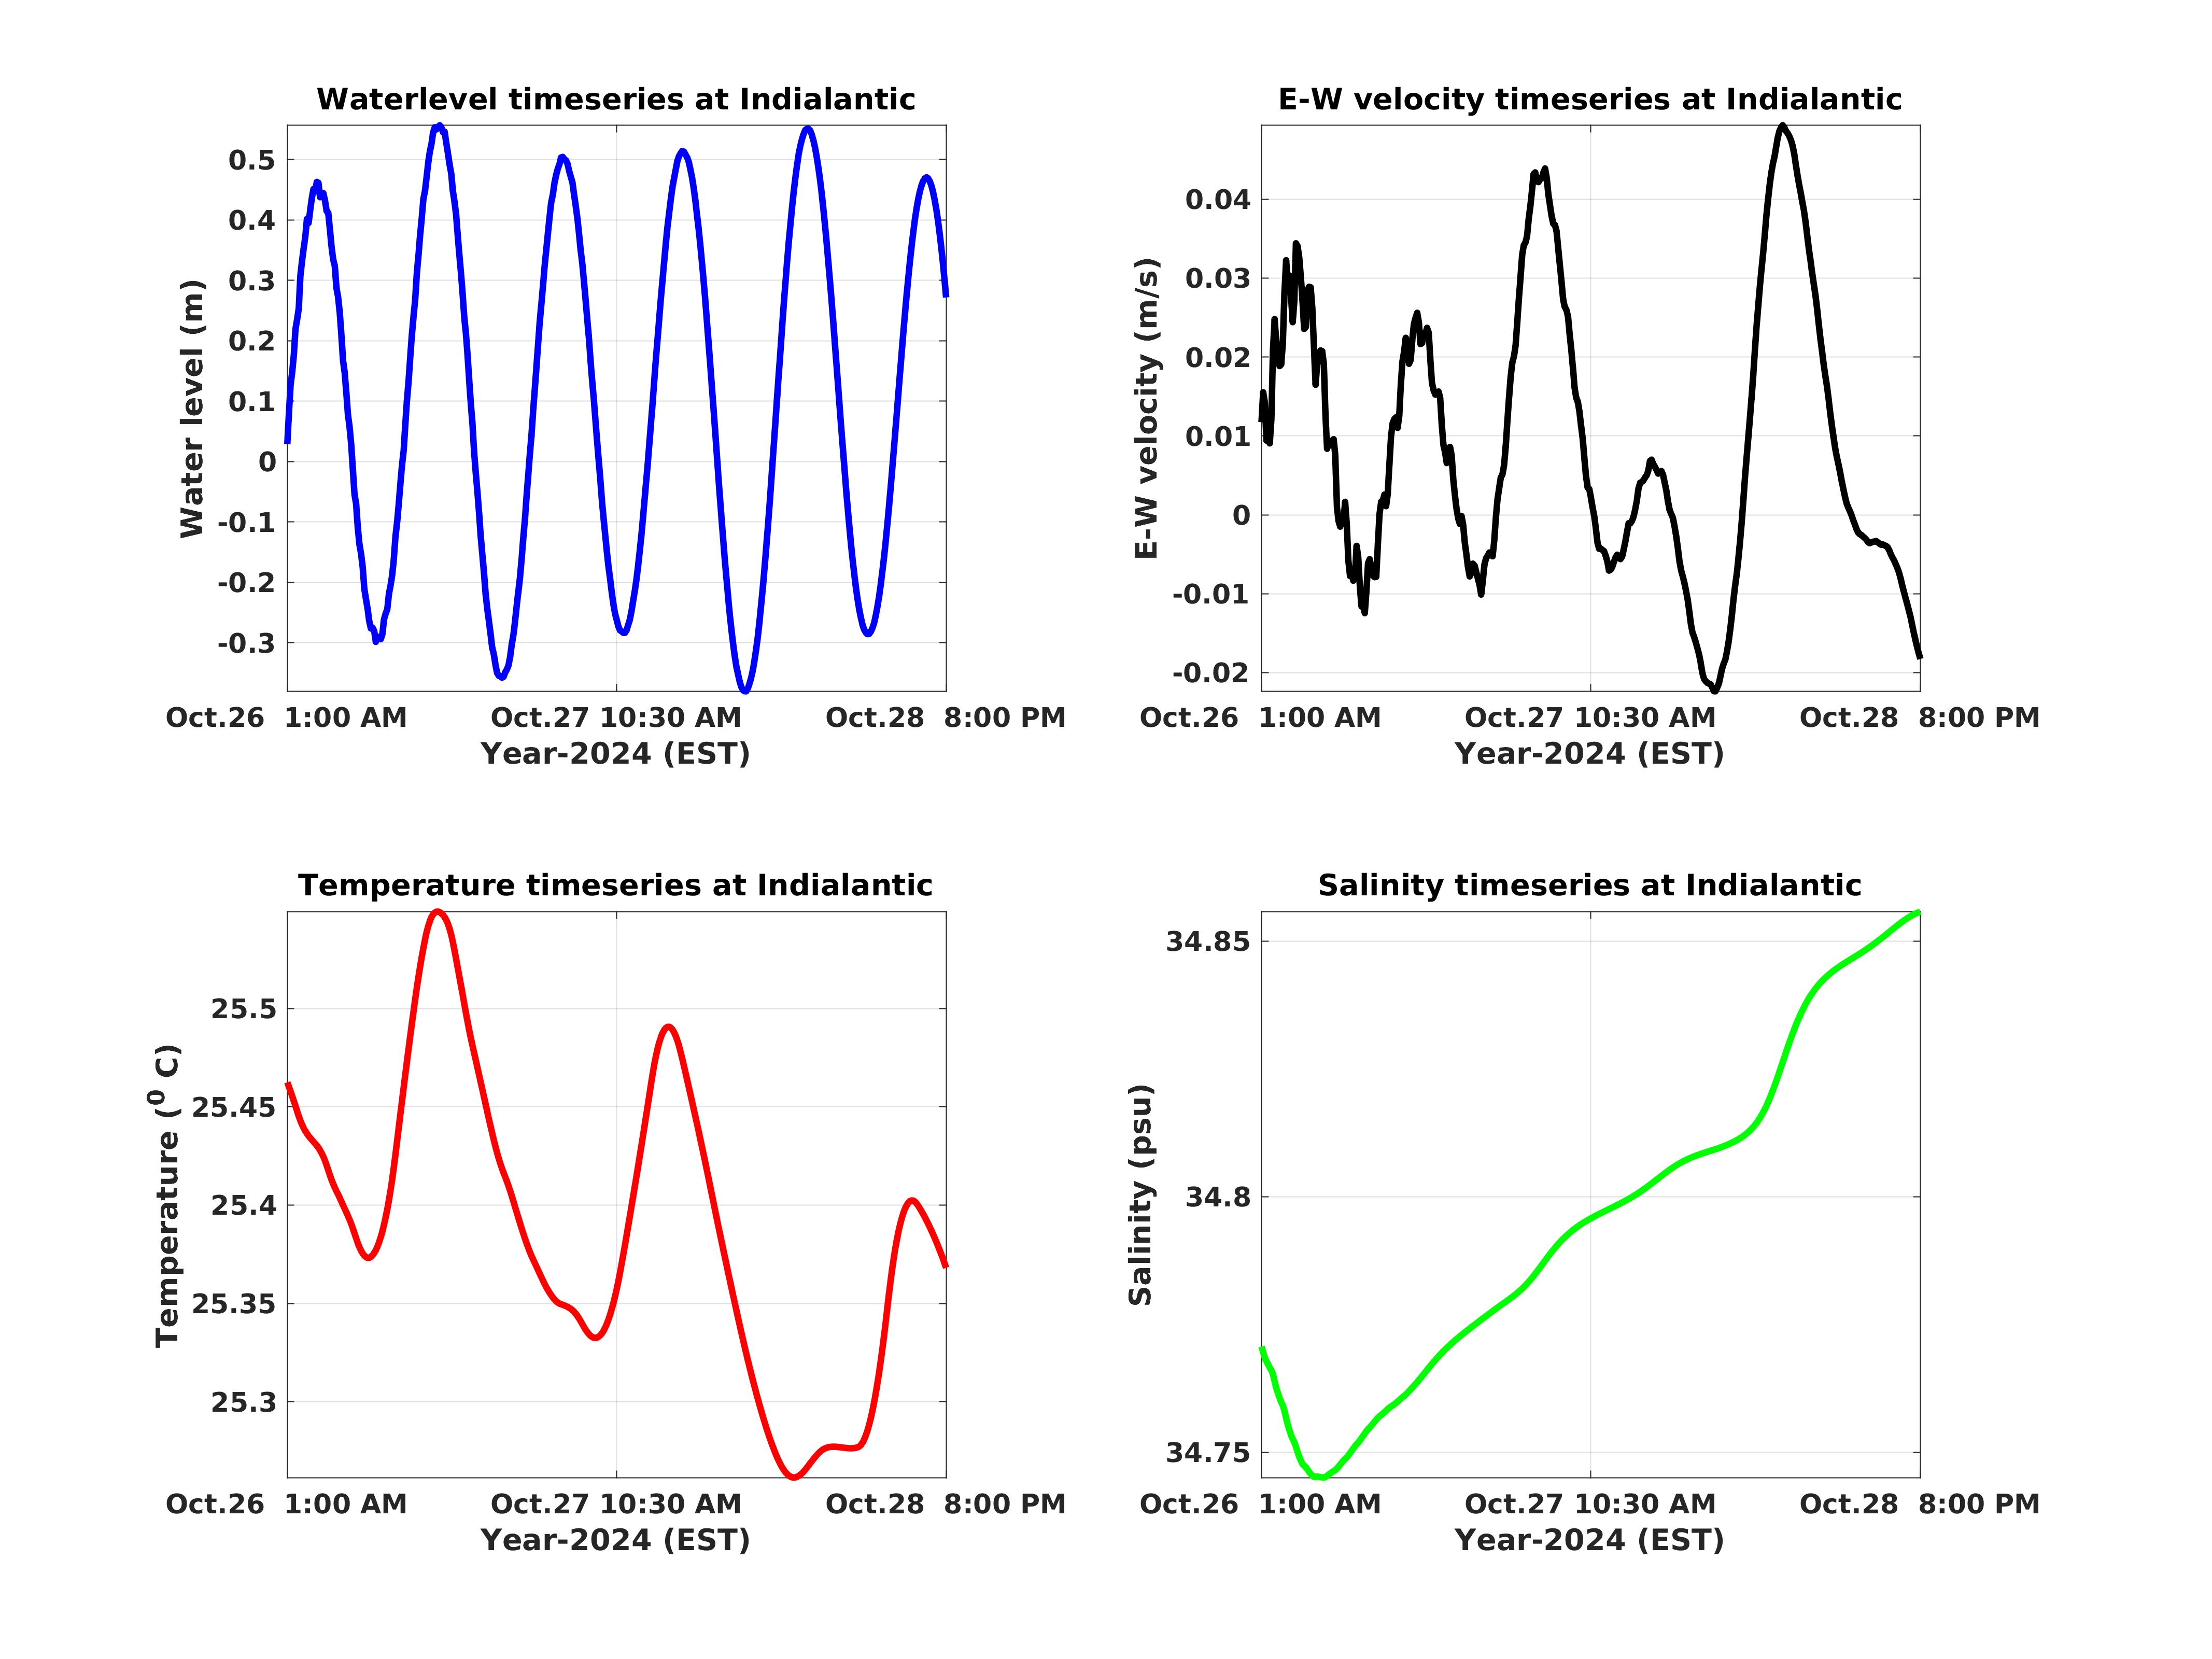 Waterlevel timeseries at Indialantic
0.5
0.4
0.3
0.2
0.1
0
-0.1
-0.2
-0.3
Water level (m)
Oct.26 1:00 AM
Oct.27 10:30 AM
Oct.28 8:00 PM
Year-2024 (EST)
E-W velocity timeseries at Indialantic
0.04
0.03
0.02
0.01
0
-0.01
-0.02
E-W velocity (m/s)
Oct.26 1:00 AM
Oct.27 10:30 AM
Oct.28 8:00 PM
Year-2024 (EST)
Temperature timeseries at Indialantic
25.5
25.45
25.4
25.35
25.3
Temperature (⁰ C)
Oct.26 1:00 AM
Oct.27 10:30 AM
Oct.28 8:00 PM
Year-2024 (EST)
Salinity timeseries at Indialantic
34.85
34.8
34.75
Salinity (psu)
Oct.26 1:00 AM
Oct.27 10:30 AM
Oct.28 8:00 PM
Year-2024 (EST)